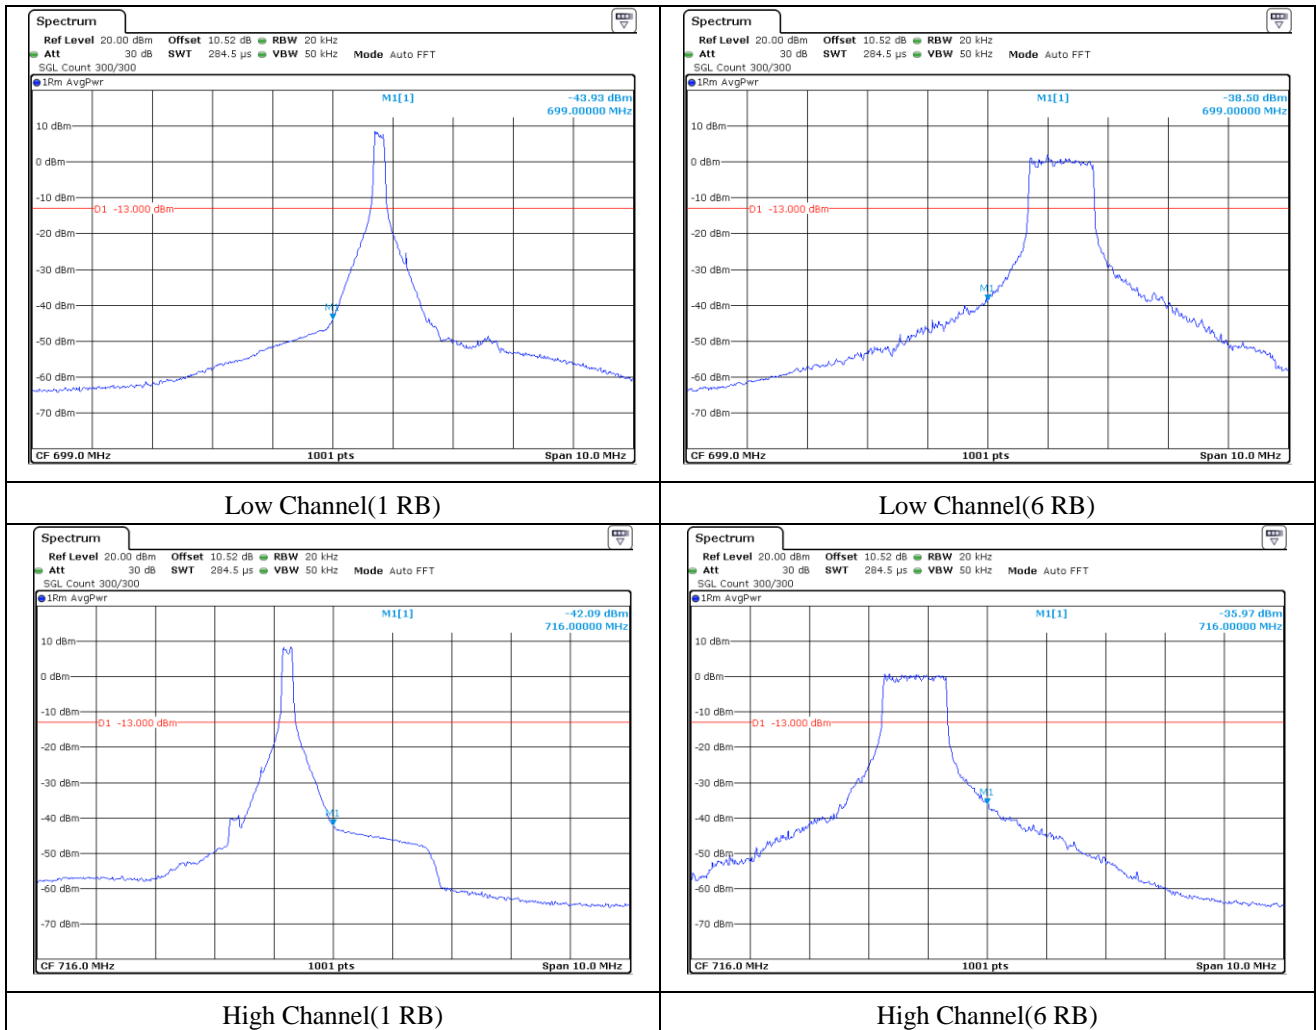 Spectrum
Ref Level 20.00 dBm Offset 10.52 dB RBW 20 kHz
Att 30 dB SWT 284.5 µs VBW 50 kHz Mode Auto FFT
SGL Count 300/300
1Rm AvgPwr
M1[1] -43.93 dBm
699.00000 MHz
10 dBm
0 dBm
-10 dBm
D1 -13.000 dBm
-20 dBm
-30 dBm
-40 dBm
M1
-50 dBm
-60 dBm
-70 dBm
CF 699.0 MHz 1001 pts Span 10.0 MHz
Low Channel(1 RB)
Spectrum
Ref Level 20.00 dBm Offset 10.52 dB RBW 20 kHz
Att 30 dB SWT 284.5 µs VBW 50 kHz Mode Auto FFT
SGL Count 300/300
1Rm AvgPwr
M1[1] -38.50 dBm
699.00000 MHz
10 dBm
0 dBm
-10 dBm
D1 -13.000 dBm
-20 dBm
-30 dBm
M1
-40 dBm
-50 dBm
-60 dBm
-70 dBm
CF 699.0 MHz 1001 pts Span 10.0 MHz
Low Channel(6 RB)
Spectrum
Ref Level 20.00 dBm Offset 10.52 dB RBW 20 kHz
Att 30 dB SWT 284.5 µs VBW 50 kHz Mode Auto FFT
SGL Count 300/300
1Rm AvgPwr
M1[1] -42.09 dBm
716.00000 MHz
10 dBm
0 dBm
-10 dBm
D1 -13.000 dBm
-20 dBm
-30 dBm
-40 dBm
M1
-50 dBm
-60 dBm
-70 dBm
CF 716.0 MHz 1001 pts Span 10.0 MHz
High Channel(1 RB)
Spectrum
Ref Level 20.00 dBm Offset 10.52 dB RBW 20 kHz
Att 30 dB SWT 284.5 µs VBW 50 kHz Mode Auto FFT
SGL Count 300/300
1Rm AvgPwr
M1[1] -35.97 dBm
716.00000 MHz
10 dBm
0 dBm
-10 dBm
D1 -13.000 dBm
-20 dBm
-30 dBm
M1
-40 dBm
-50 dBm
-60 dBm
-70 dBm
CF 716.0 MHz 1001 pts Span 10.0 MHz
High Channel(6 RB)